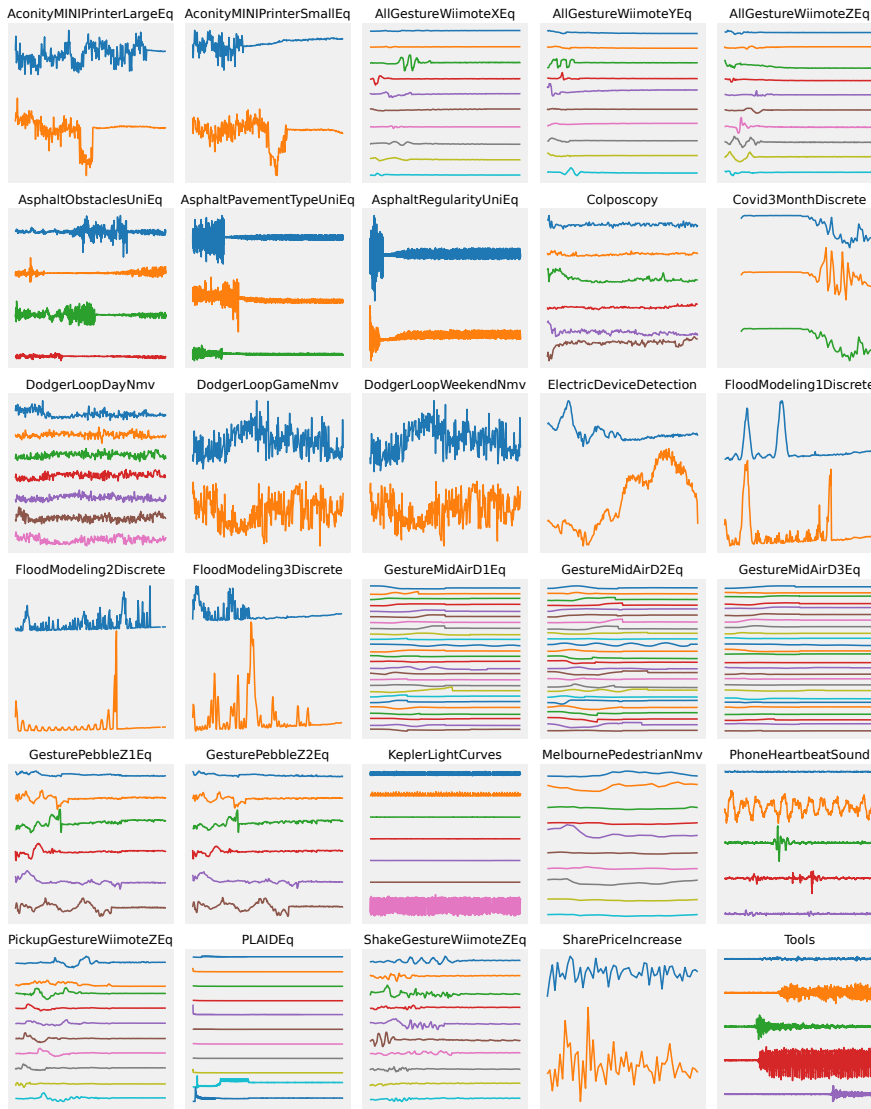 AconityMINIPrinterLargeEq
AconityMINIPrinterSmallEq
AllGestureWiimoteXEq
AllGestureWiimoteYEq
AllGestureWiimoteZEq
AsphaltObstaclesUniEq
AsphaltPavementTypeUniEq
AsphaltRegularityUniEq
Colposcopy
Covid3MonthDiscrete
DodgerLoopDayNmv
DodgerLoopGameNmv
DodgerLoopWeekendNmv
ElectricDeviceDetection
FloodModeling1Discrete
FloodModeling2Discrete
FloodModeling3Discrete
GestureMidAirD1Eq
GestureMidAirD2Eq
GestureMidAirD3Eq
GesturePebbleZ1Eq
GesturePebbleZ2Eq
KeplerLightCurves
MelbournePedestrianNmv
PhoneHeartbeatSound
PickupGestureWiimoteZEq
PLAIDEq
ShakeGestureWiimoteZEq
SharePriceIncrease
Tools